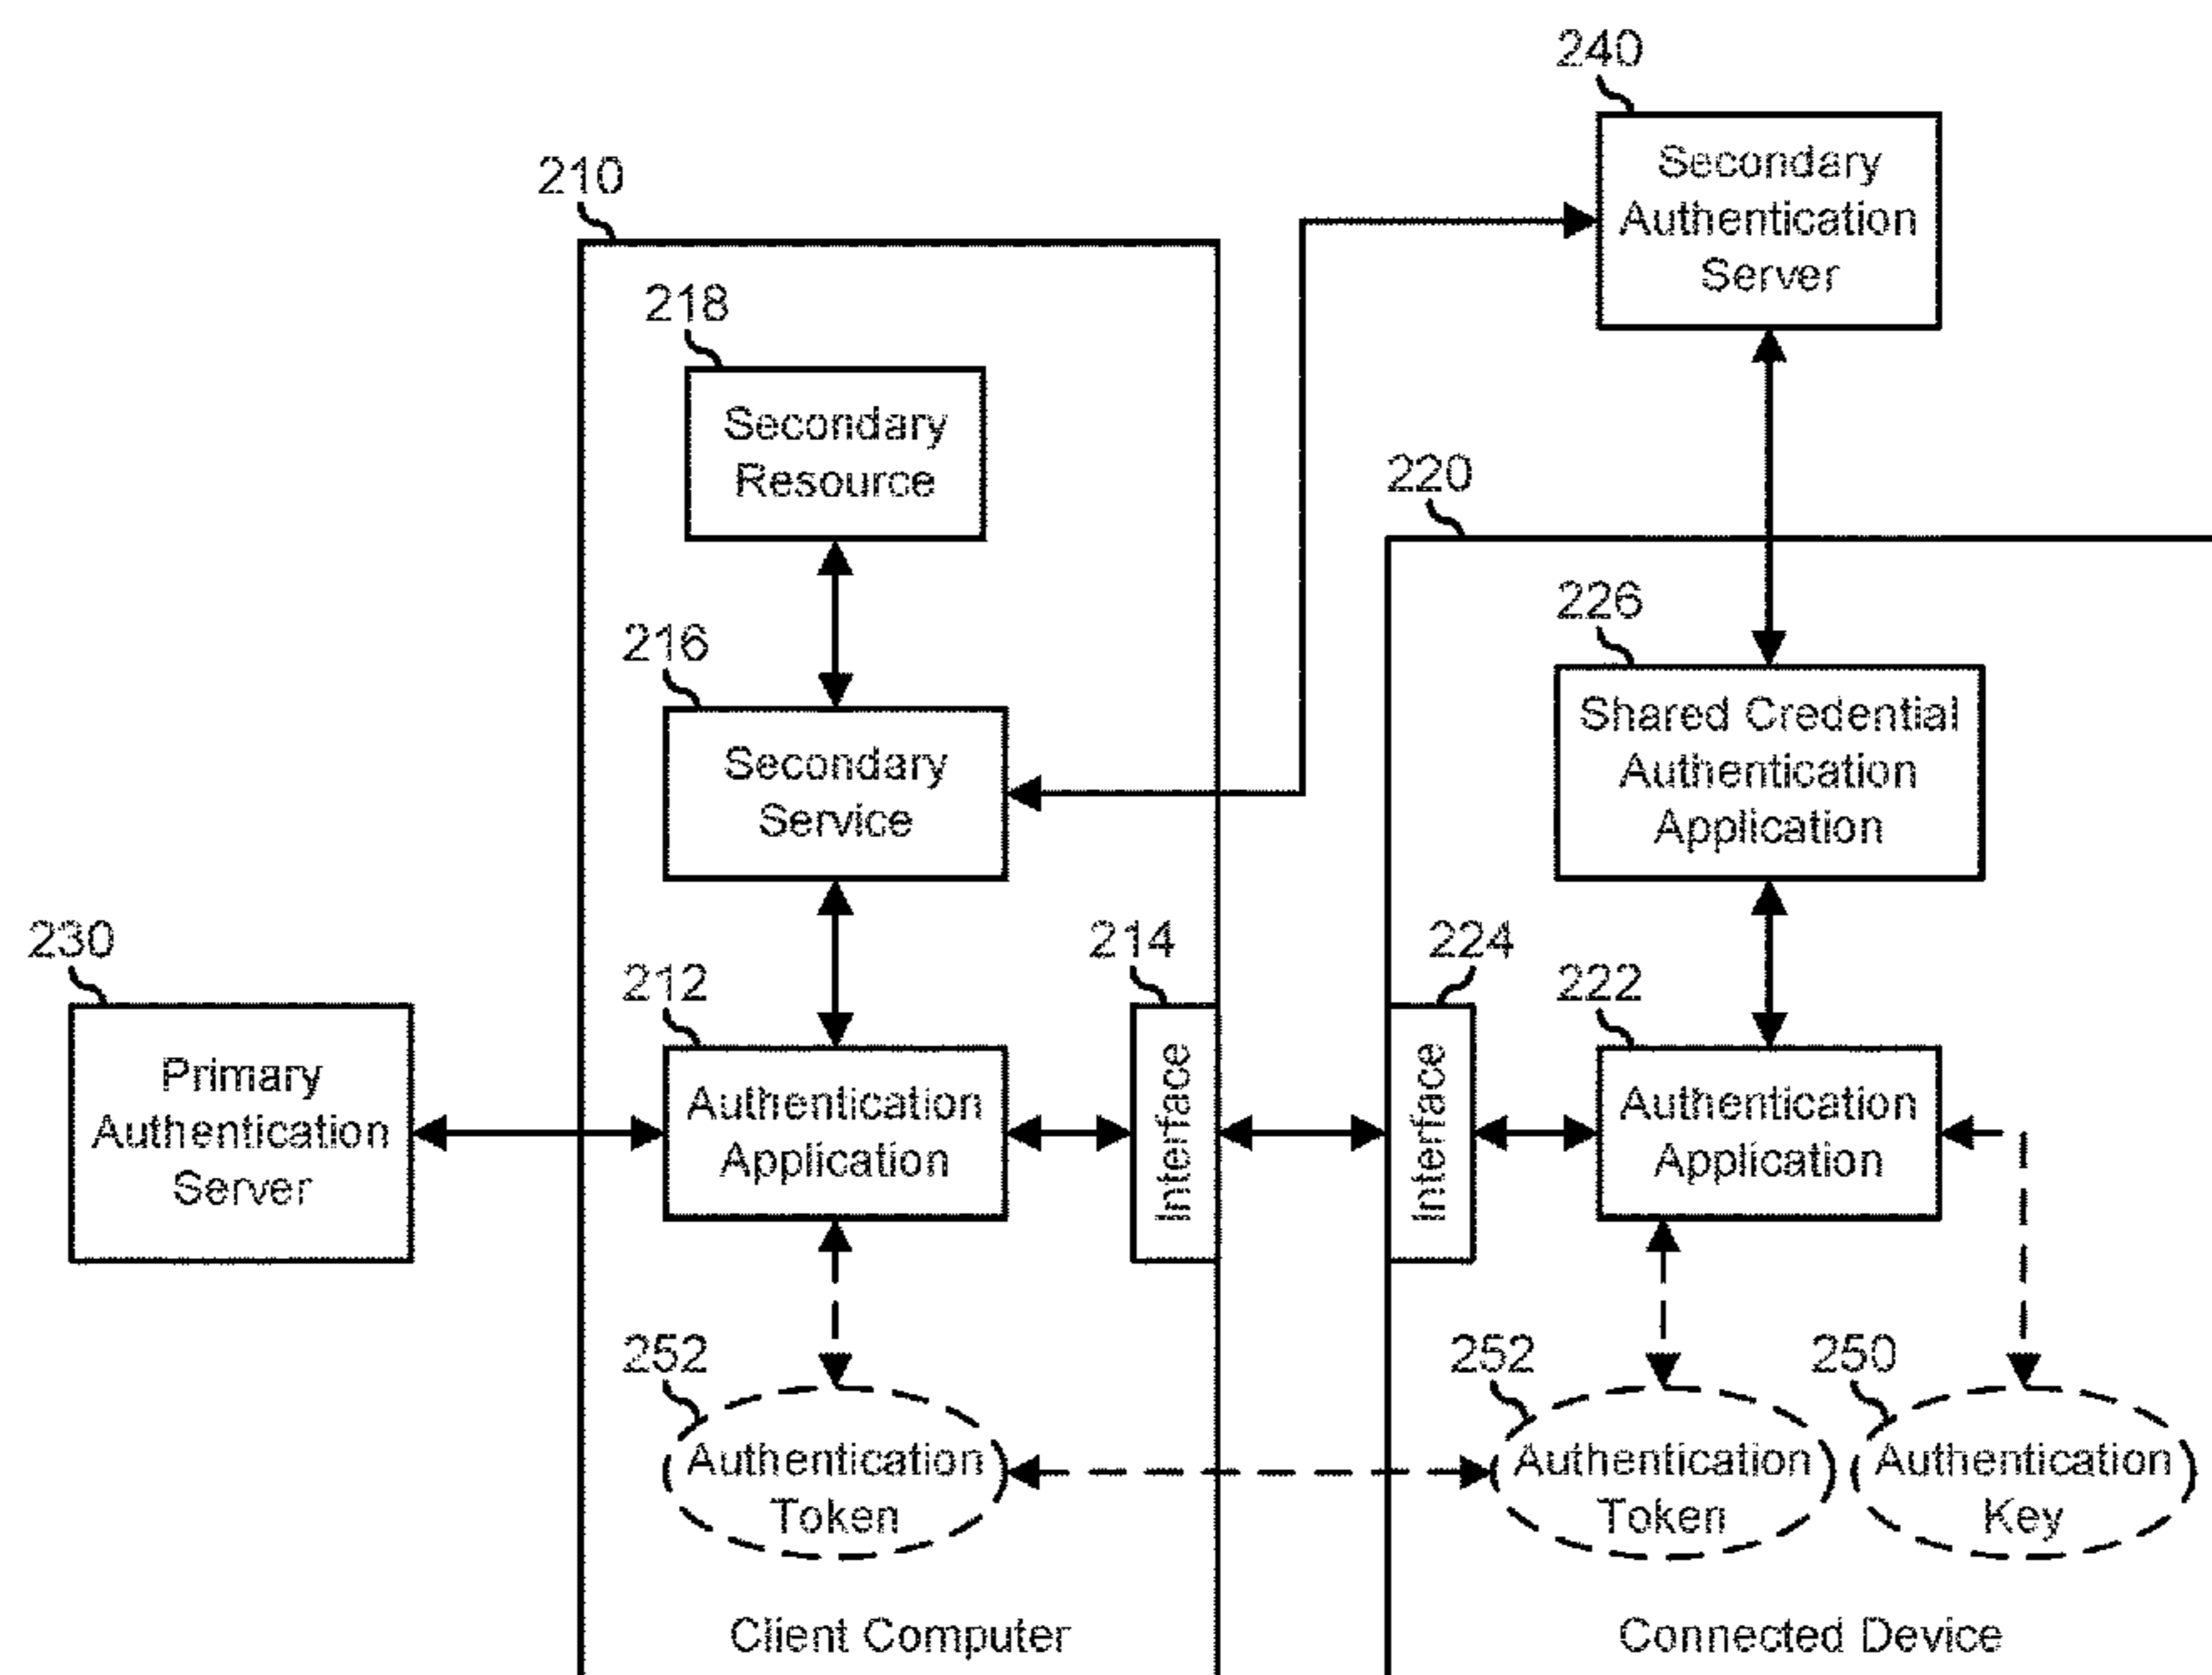 240
Secondary
Authentication
Server
210
218
Secondary
Resource
220
226
Shared Credential
Authentication
Application
216
Secondary
Service
230
Primary
Authentication
Server
212
Authentication
Application
214
Interface
224
Interface
222
Authentication
Application
252
Authentication
Token
252
Authentication
Token
250
Authentication
Key
Client Computer
Connected Device